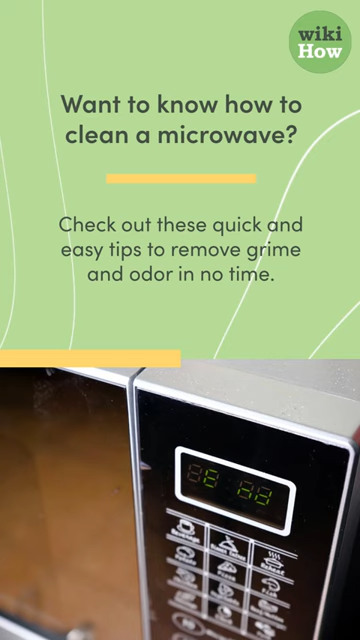 wiki
How
Want to know how to
clean a microwave?
Check out these quick and
easy tips to remove grime
and odor in no time.